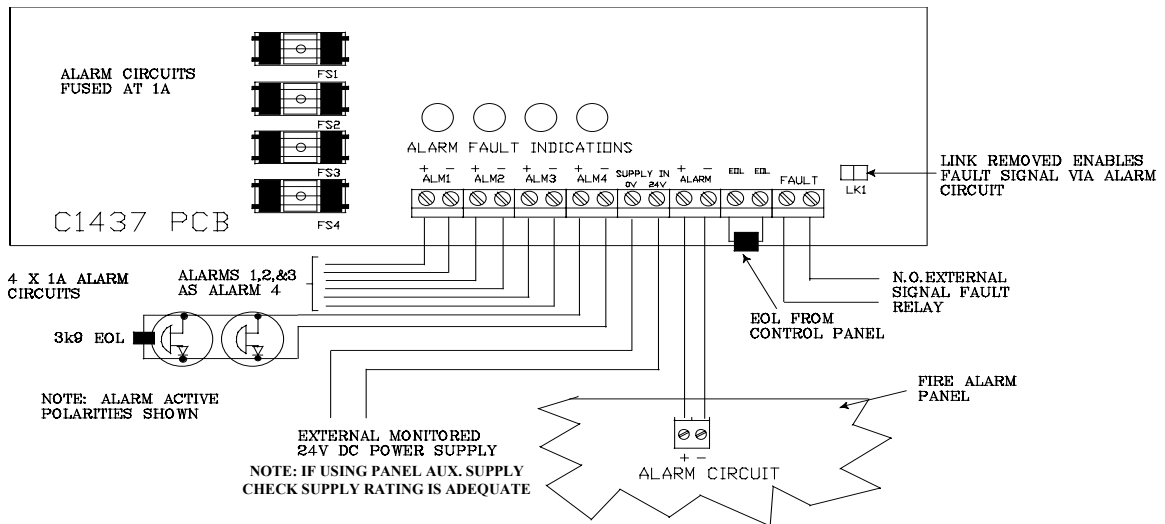 ALARM CIRCUITS
FUSED AT 1A
FS1
FS2
FS3
FS4
C1437 PCB
ALARM FAULT INDICATIONS
+ − + − + − + − SUPPLY IN + − EOL EOL
ALM1 ALM2 ALM3 ALM4 0V 24V ALARM FAULT
LK1
LINK REMOVED ENABLES
FAULT SIGNAL VIA ALARM
CIRCUIT
4 X 1A ALARM
CIRCUITS
ALARMS 1,2,&3
AS ALARM 4
3k9 EOL
NOTE: ALARM ACTIVE
POLARITIES SHOWN
EXTERNAL MONITORED
24V DC POWER SUPPLY
NOTE: IF USING PANEL AUX. SUPPLY
CHECK SUPPLY RATING IS ADEQUATE
EOL FROM
CONTROL PANEL
N.O.EXTERNAL
SIGNAL FAULT
RELAY
FIRE ALARM
PANEL
+ −
ALARM CIRCUIT